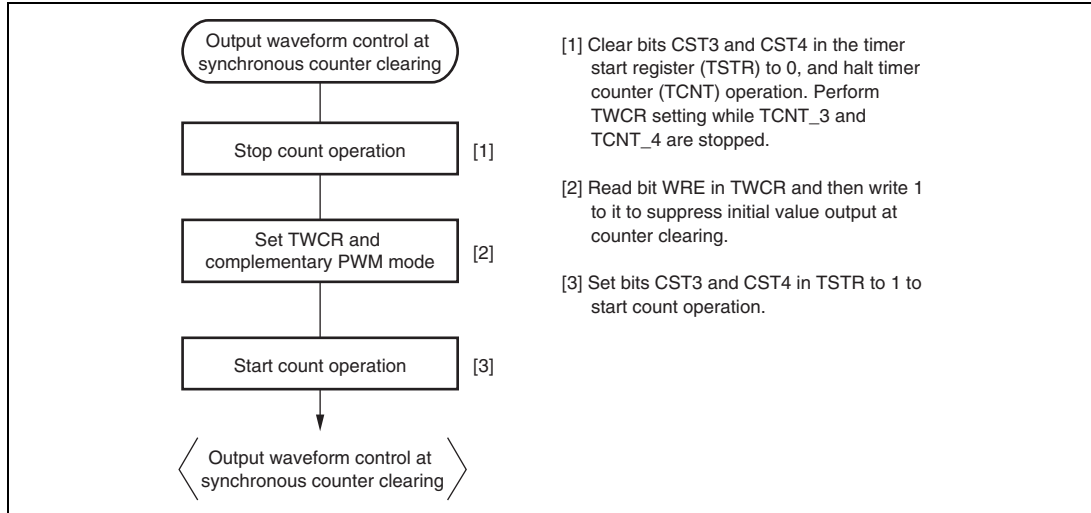 Output waveform control at
synchronous counter clearing
Stop count operation
[1]
Set TWCR and
complementary PWM mode
[2]
Start count operation
[3]
Output waveform control at
synchronous counter clearing
[1] Clear bits CST3 and CST4 in the timer
start register (TSTR) to 0, and halt timer
counter (TCNT) operation. Perform
TWCR setting while TCNT_3 and
TCNT_4 are stopped.
[2] Read bit WRE in TWCR and then write 1
to it to suppress initial value output at
counter clearing.
[3] Set bits CST3 and CST4 in TSTR to 1 to
start count operation.